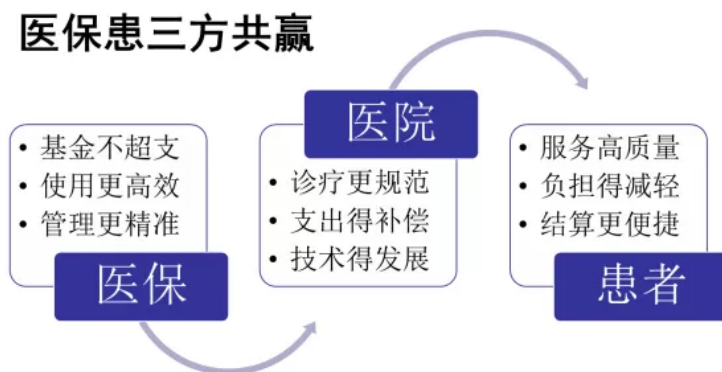 医保患三方共赢
• 基金不超支
• 使用更高效
• 管理更精准
医保
医院
• 诊疗更规范
• 支出得补偿
• 技术得发展
• 服务高质量
• 负担得减轻
• 结算更便捷
患者